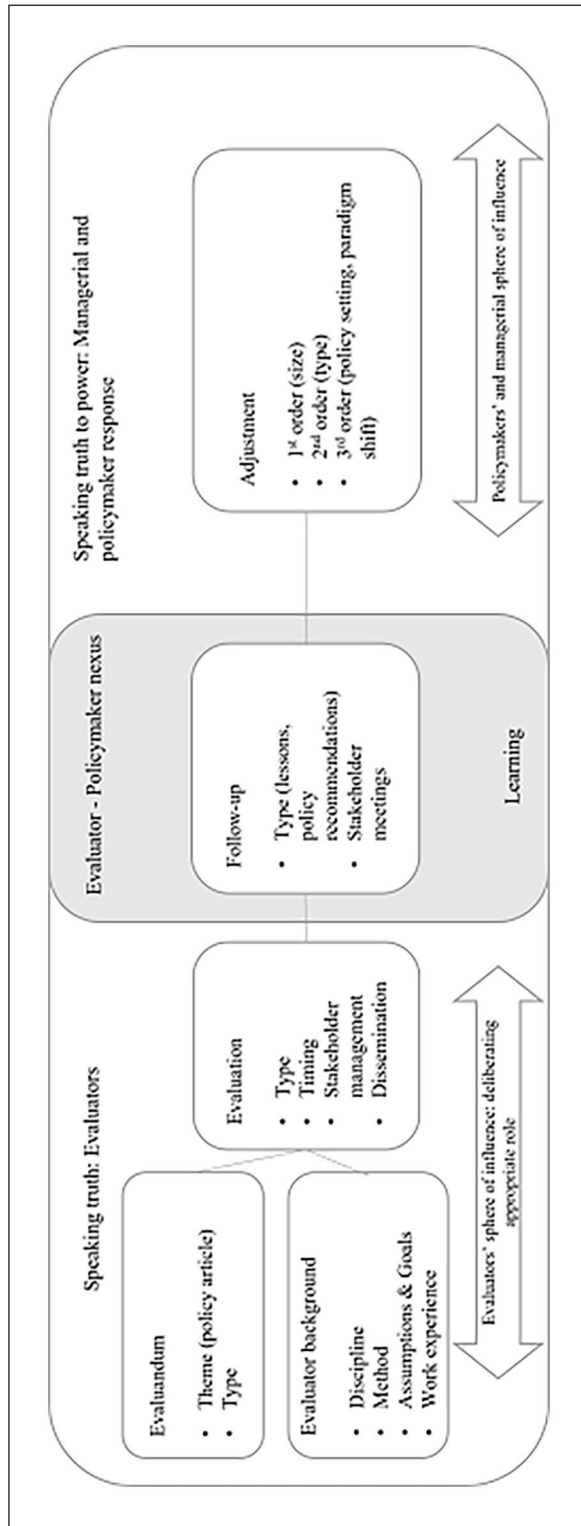 Speaking truth: Evaluators
Evaluandum
• Theme (policy article)
• Type
Evaluator background
• Discipline
• Method
• Assumptions & Goals
• Work experience
Evaluation
• Type
• Timing
• Stakeholder
management
• Dissemination
Evaluators' sphere of influence: deliberating
appropriate role
Evaluator - Policymaker nexus
Follow-up
• Type (lessons,
policy
recommendations)
• Stakeholder
meetings
Learning
Speaking truth to power: Managerial and
policymaker response
Adjustment
• 1st order (size)
• 2nd order (type)
• 3rd order (policy setting, paradigm
shift)
Policymakers' and managerial sphere of influence